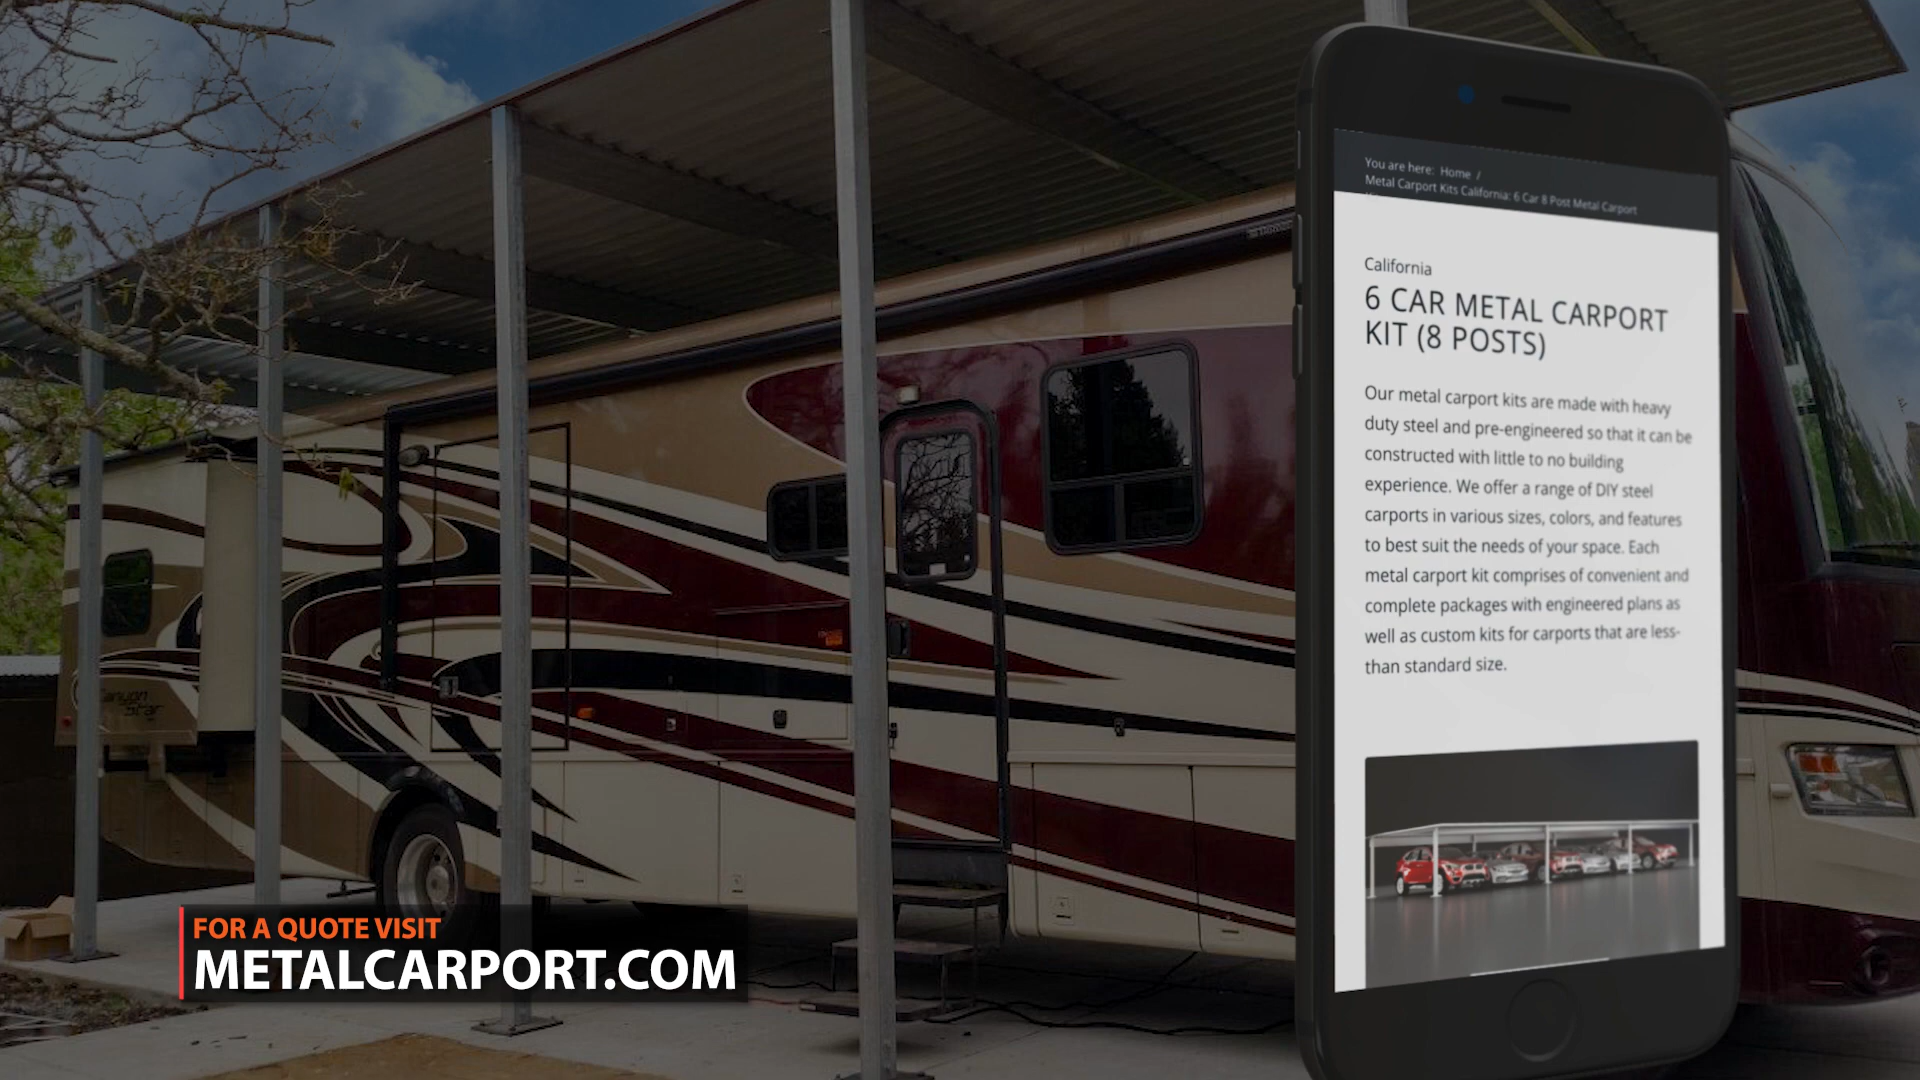 You are here: Home /
Metal Carport Kits California: 6 Car 8 Post Metal Carport
California
6 CAR METAL CARPORT
KIT (8 POSTS)
Our metal carport kits are made with heavy
duty steel and pre-engineered so that it can be
constructed with little to no building
experience. We offer a range of DIY steel
carports in various sizes, colors, and features
to best suit the needs of your space. Each
metal carport kit comprises of convenient and
complete packages with engineered plans as
well as custom kits for carports that are less-
than standard size.
Canyon
Star
FOR A QUOTE VISIT
METALCARPORT.COM